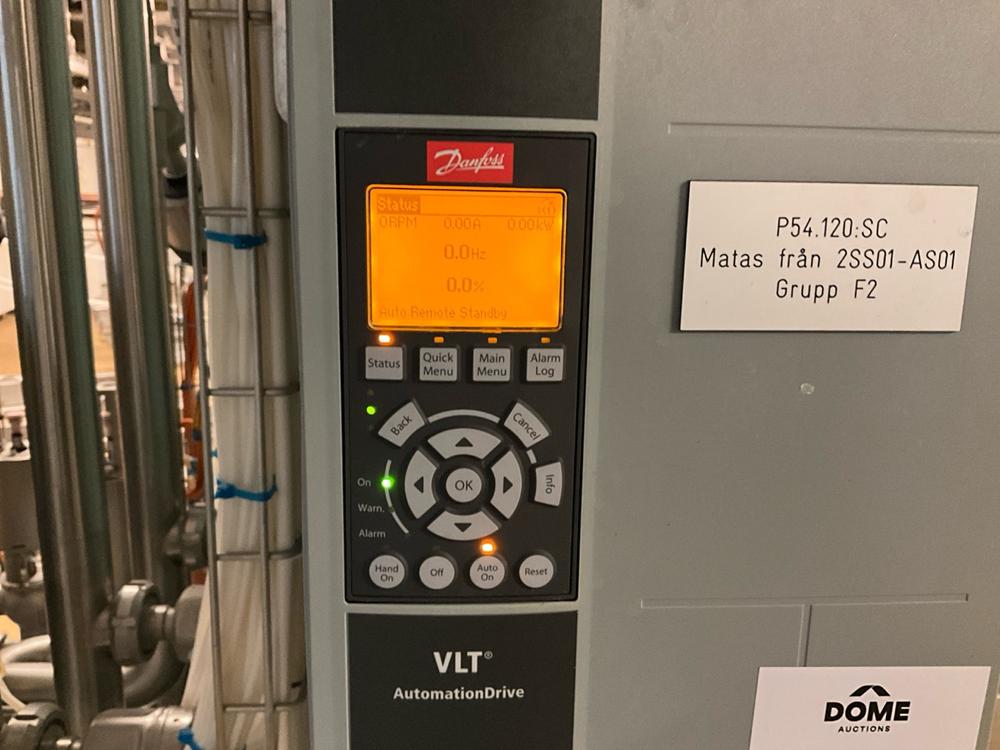 Danfoss
Status
0RPM 0.00A 0.00kW
0.0Hz
0.0%
Auto Remote Standby
Status
Quick Menu
Main Menu
Alarm Log
Back
Cancel
Info
OK
On
Warn.
Alarm
Hand On
Off
Auto On
Reset
VLT®
AutomationDrive
P54.120:SC
Matas från 2SS01-AS01
Grupp F2
DOME
AUCTIONS